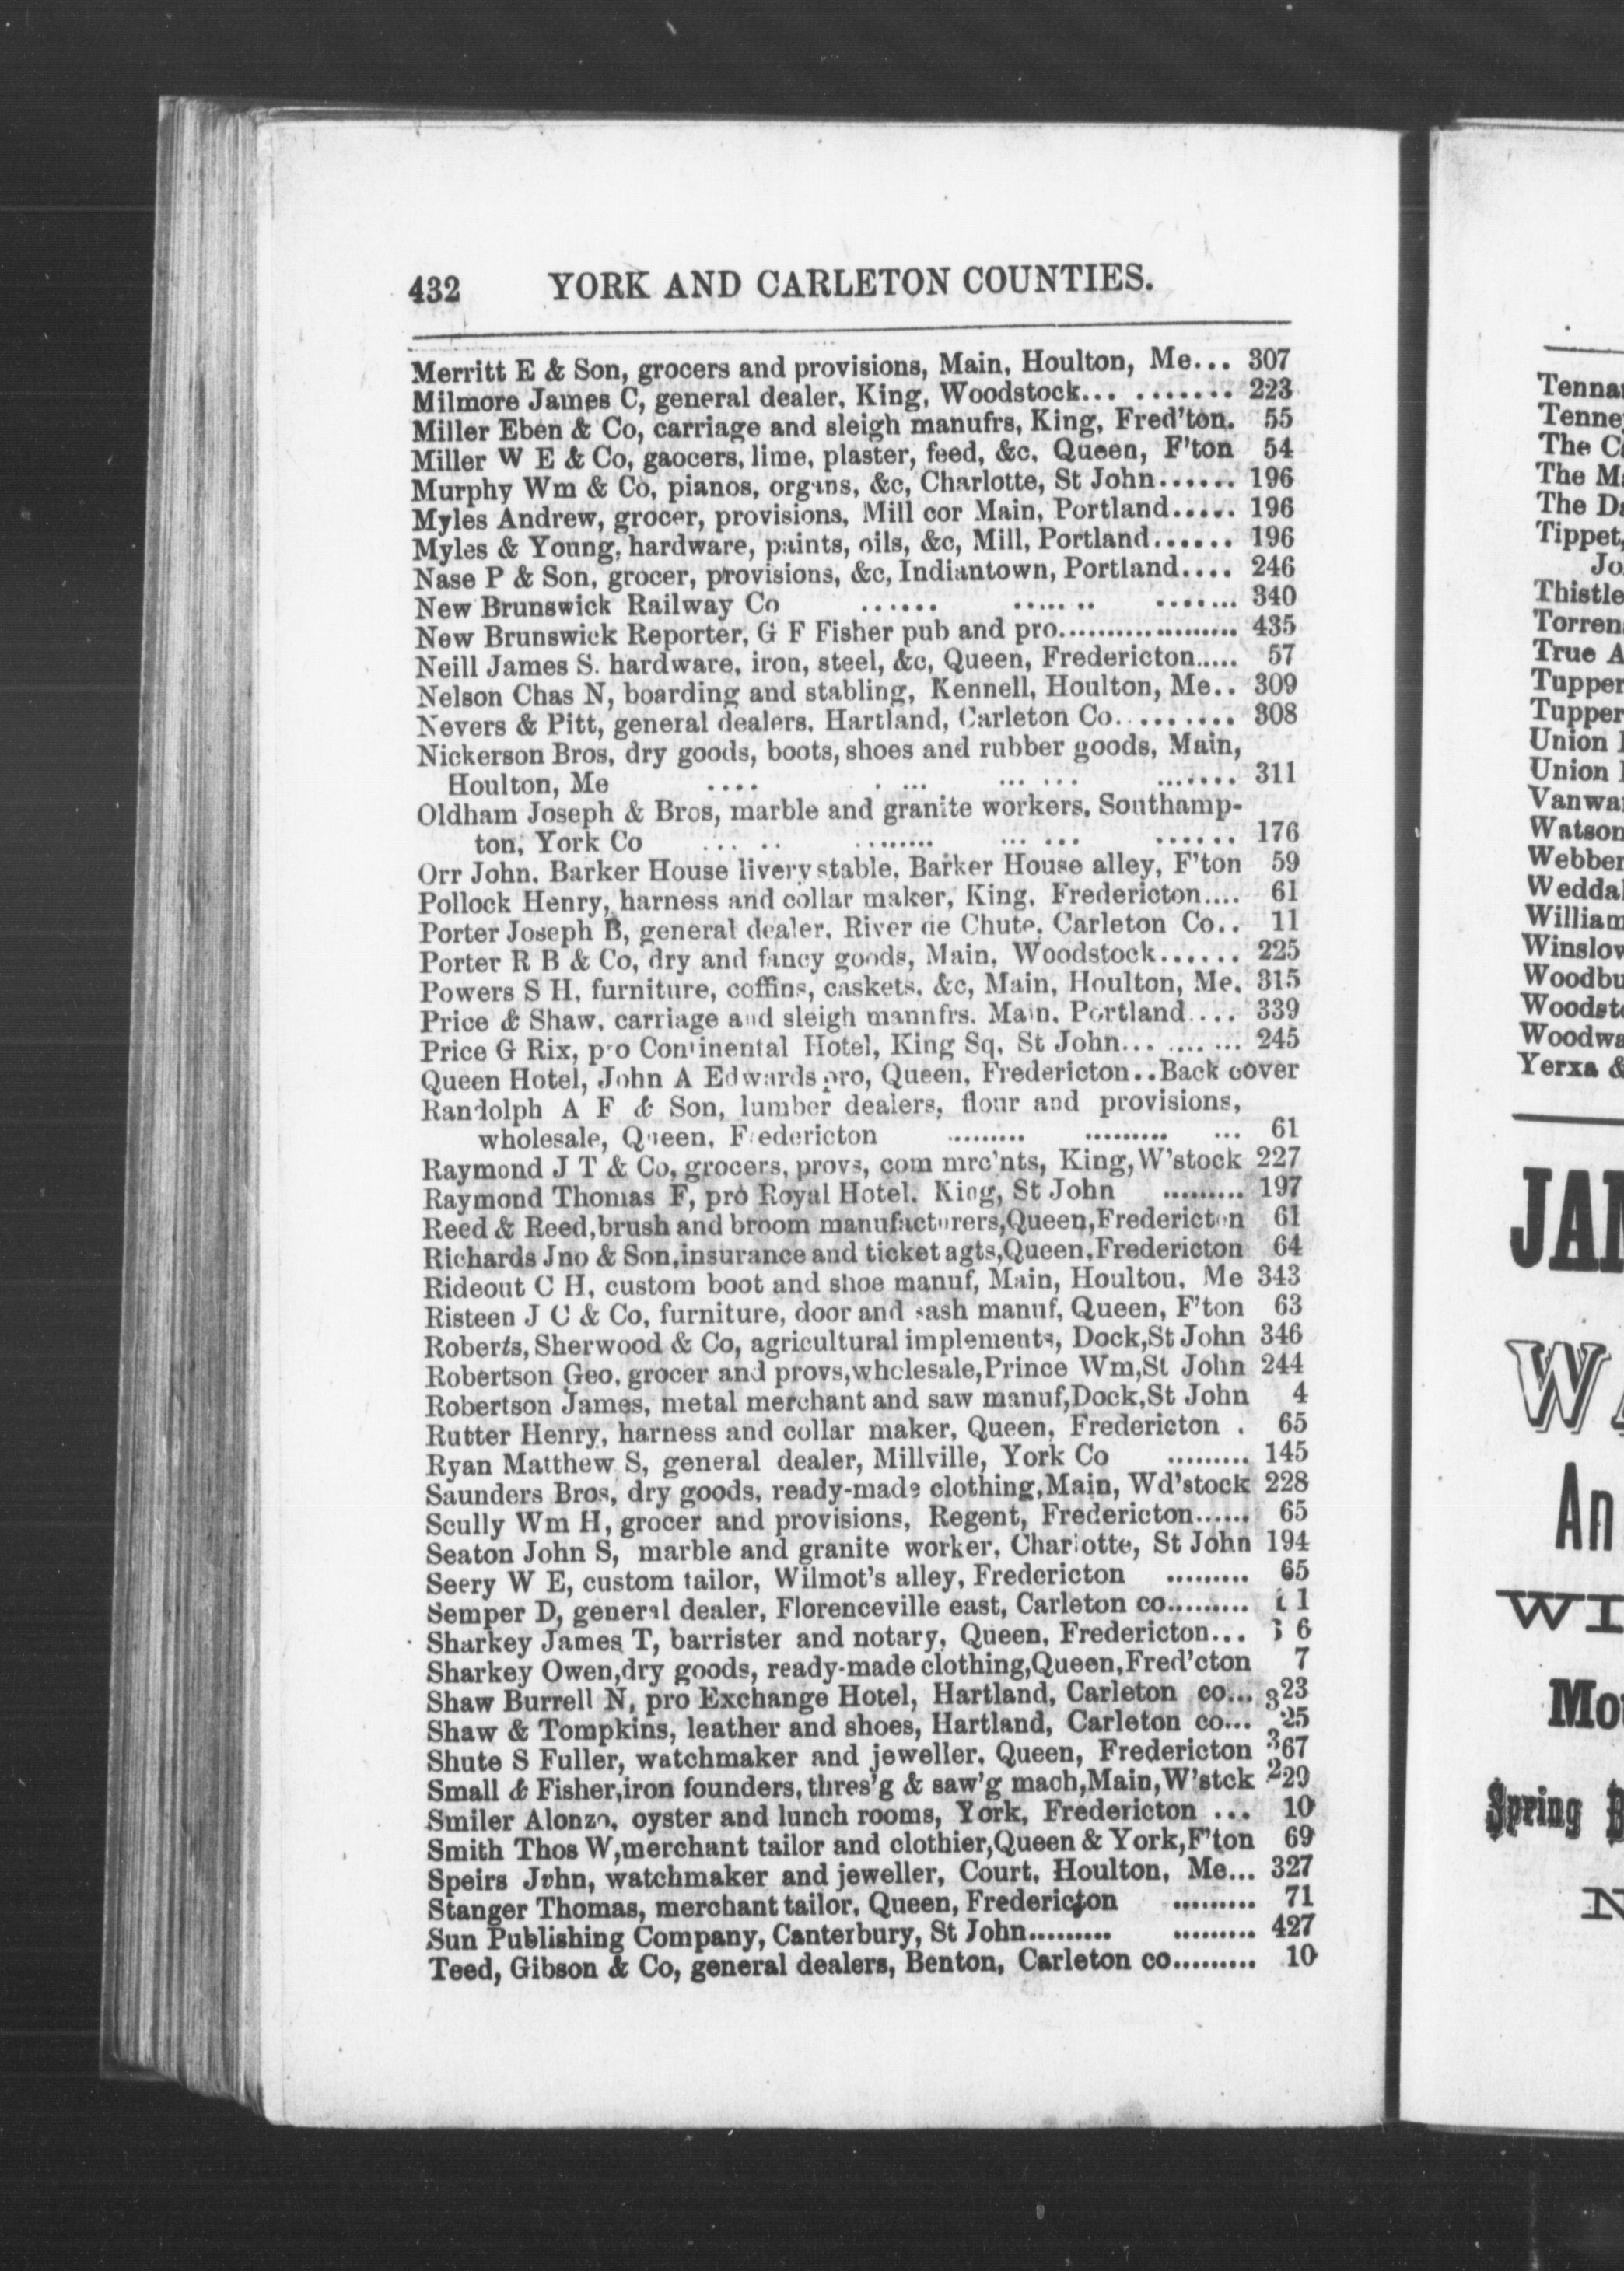 432 YORK AND CARLETON COUNTIES.
Merritt E & Son, grocers and provisions, Main, Houlton, Me... 307
Milmore James C, general dealer, King, Woodstock... ....... 223
Miller Eben & Co, carriage and sleigh manufrs, King, Fred'ton. 55
Miller W E & Co, gaocers, lime, plaster, feed, &c, Queen, F'ton 54
Murphy Wm & Co, pianos, organs, &c, Charlotte, St John...... 196
Myles Andrew, grocer, provisions, Mill cor Main, Portland..... 196
Myles & Young, hardware, paints, oils, &c, Mill, Portland...... 196
Nase P & Son, grocer, provisions, &c, Indiantown, Portland.... 246
New Brunswick Railway Co ...... ...... .. ....... 340
New Brunswick Reporter, G F Fisher pub and pro................... 435
Neill James S. hardware, iron, steel, &c, Queen, Fredericton..... 57
Nelson Chas N, boarding and stabling, Kennell, Houlton, Me.. 309
Nevers & Pitt, general dealers. Hartland, Carleton Co. ........ 308
Nickerson Bros, dry goods, boots, shoes and rubber goods, Main,
Houlton, Me .... . ... ... ... ....... 311
Oldham Joseph & Bros, marble and granite workers, Southamp-
ton, York Co ... .. ........ ... ... ...... 176
Orr John. Barker House livery stable, Barker House alley, F'ton 59
Pollock Henry, harness and collar maker, King, Fredericton.... 61
Porter Joseph B, general dealer, River de Chute, Carleton Co.. 11
Porter R B & Co, dry and fancy goods, Main, Woodstock...... 225
Powers S H, furniture, coffins, caskets, &c, Main, Houlton, Me. 315
Price & Shaw, carriage and sleigh mannfrs. Main. Portland.... 339
Price G Rix, pro Continental Hotel, King Sq, St John... .... ... 245
Queen Hotel, John A Edwards pro, Queen, Fredericton..Back cover
Randolph A F & Son, lumber dealers, flour and provisions,
wholesale, Queen, Fredericton ......... ......... ... 61
Raymond J T & Co, grocers, provs, com mrc'nts, King, W'stock 227
Raymond Thomas F, pro Royal Hotel. King, St John ......... 197
Reed & Reed, brush and broom manufacturers, Queen, Fredericton 61
Richards Jno & Son, insurance and ticket agts, Queen, Fredericton 64
Rideout C H, custom boot and shoe manuf, Main, Houltou, Me 343
Risteen J C & Co, furniture, door and sash manuf, Queen, F'ton 63
Roberts, Sherwood & Co, agricultural implements, Dock, St John 346
Robertson Geo, grocer and provs, wholesale, Prince Wm, St John 244
Robertson James, metal merchant and saw manuf, Dock, St John 4
Rutter Henry, harness and collar maker, Queen, Fredericton . 65
Ryan Matthew S, general dealer, Millville, York Co ......... 145
Saunders Bros, dry goods, ready-made clothing, Main, Wd'stock 228
Scully Wm H, grocer and provisions, Regent, Fredericton...... 65
Seaton John S, marble and granite worker, Charlotte, St John 194
Seery W E, custom tailor, Wilmot's alley, Fredericton ......... 65
Semper D, general dealer, Florenceville east, Carleton co......... 1
Sharkey James T, barrister and notary, Queen, Fredericton... 6
Sharkey Owen, dry goods, ready-made clothing, Queen, Fred'cton 7
Shaw Burrell N, pro Exchange Hotel, Hartland, Carleton co... 323
Shaw & Tompkins, leather and shoes, Hartland, Carleton co... 325
Shute S Fuller, watchmaker and jeweller, Queen, Fredericton 67
Small & Fisher, iron founders, thres'g & saw'g mach, Main, W'stck 229
Smiler Alonzo, oyster and lunch rooms, York, Fredericton ... 10
Smith Thos W, merchant tailor and clothier, Queen & York, F'ton 69
Speirs John, watchmaker and jeweller, Court, Houlton, Me... 327
Stanger Thomas, merchant tailor, Queen, Fredericton ......... 71
Sun Publishing Company, Canterbury, St John......... ......... 427
Teed, Gibson & Co, general dealers, Benton, Carleton co......... 10
Tenne
The
The
The
Tippet,
Jo
Thistle
True A
Tupper
Tupper
Union
Union
Watson
Webber
William
Yerxa &
An
Spring